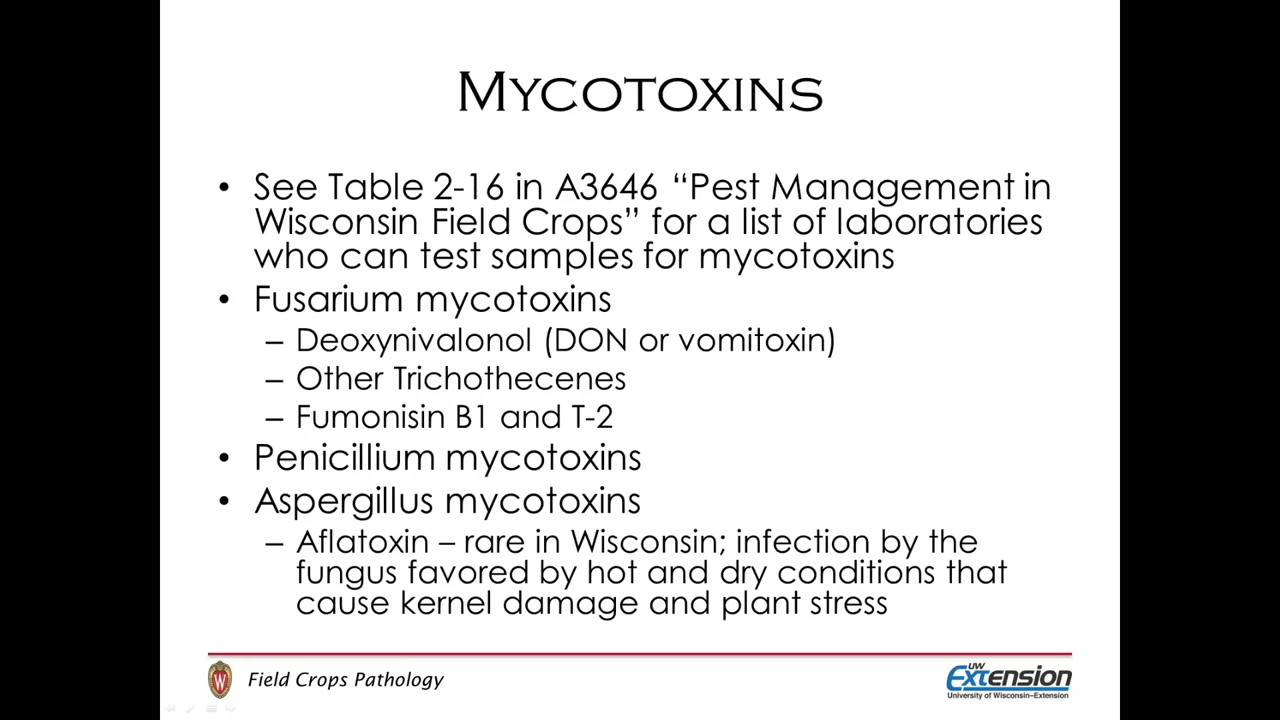 MYCOTOXINS
• See Table 2-16 in A3646 “Pest Management in
Wisconsin Field Crops” for a list of laboratories
who can test samples for mycotoxins
• Fusarium mycotoxins
– Deoxynivalonol (DON or vomitoxin)
– Other Trichothecenes
– Fumonisin B1 and T-2
• Penicillium mycotoxins
• Aspergillus mycotoxins
– Aflatoxin – rare in Wisconsin; infection by the
fungus favored by hot and dry conditions that
cause kernel damage and plant stress
W
Field Crops Pathology
UW
Extension
University of Wisconsin–Extension